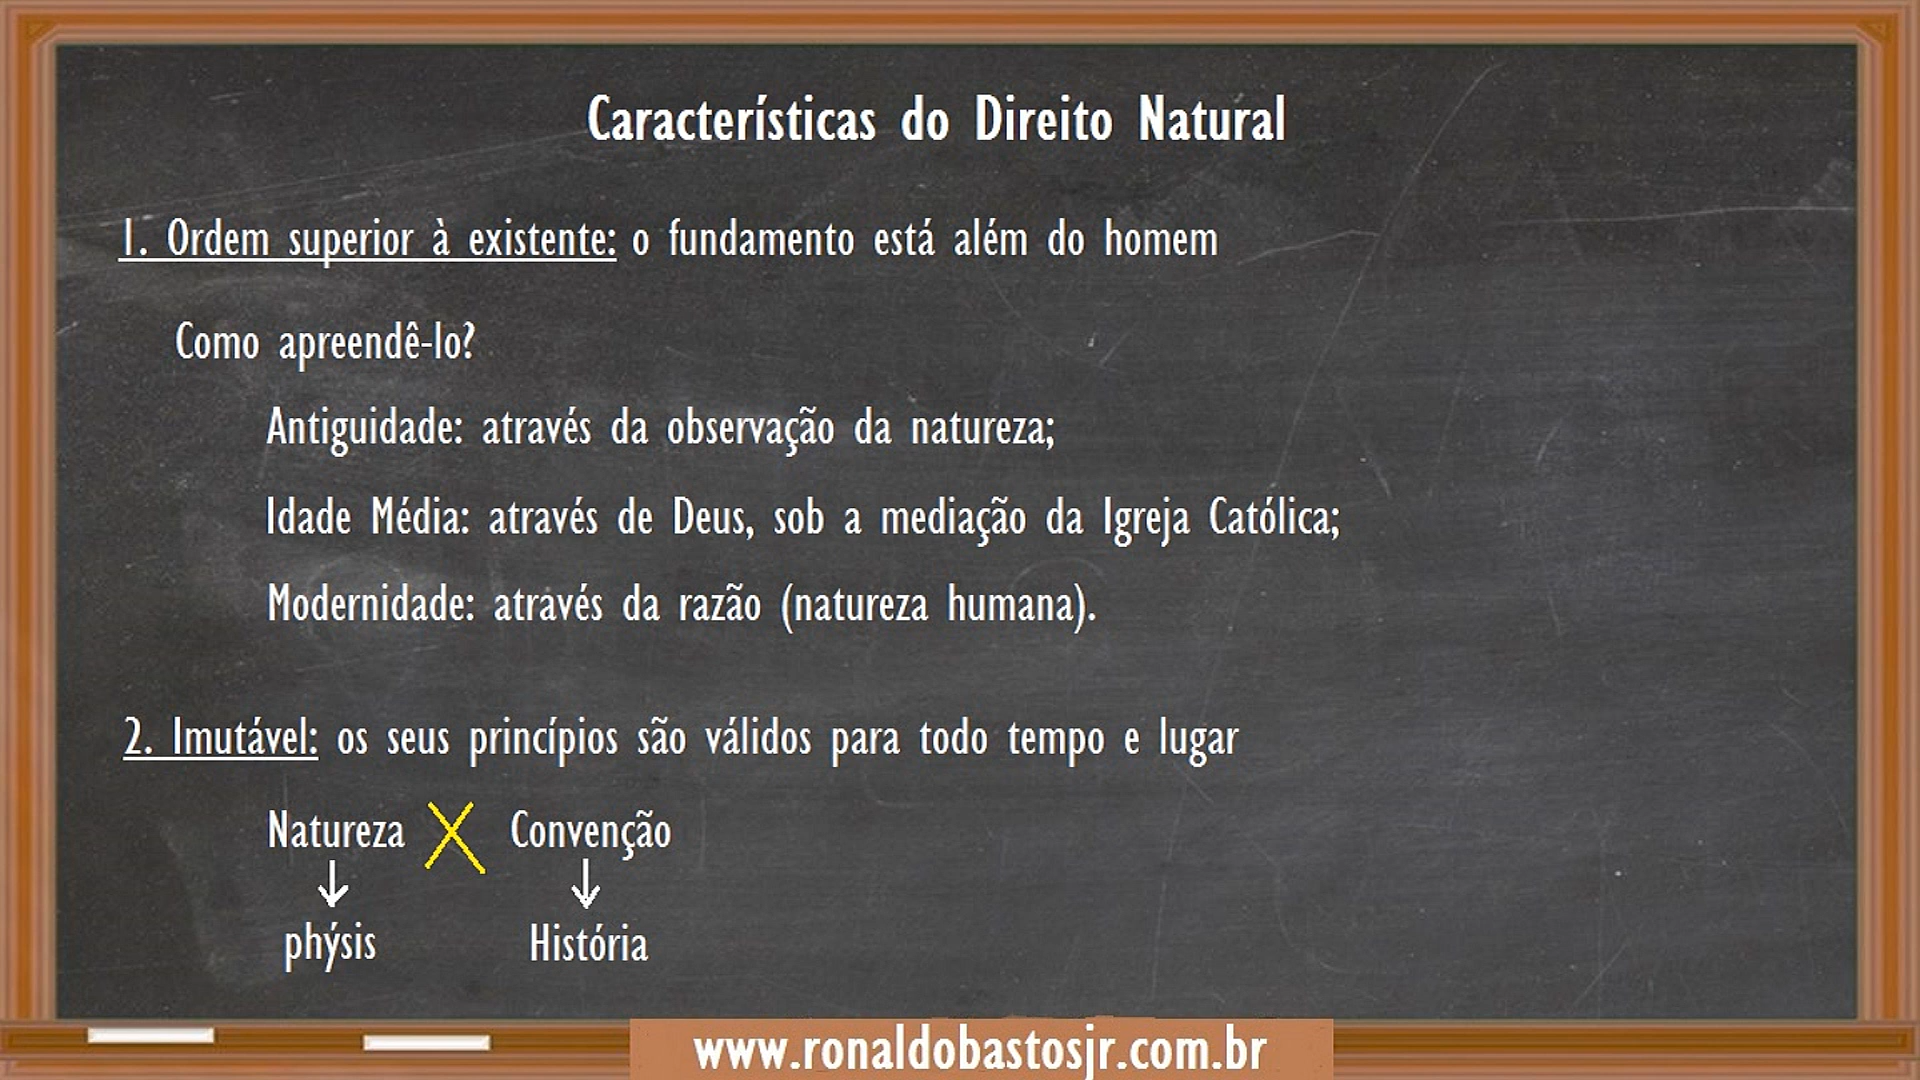 Características do Direito Natural
1. Ordem superior à existente: o fundamento está além do homem
Como apreendê-lo?
Antiguidade: através da observação da natureza;
Idade Média: através de Deus, sob a mediação da Igreja Católica;
Modernidade: através da razão (natureza humana).
2. Imutável: os seus princípios são válidos para todo tempo e lugar
Natureza X Convenção
↓ ↓
phýsis História
www.ronaldobastosjr.com.br